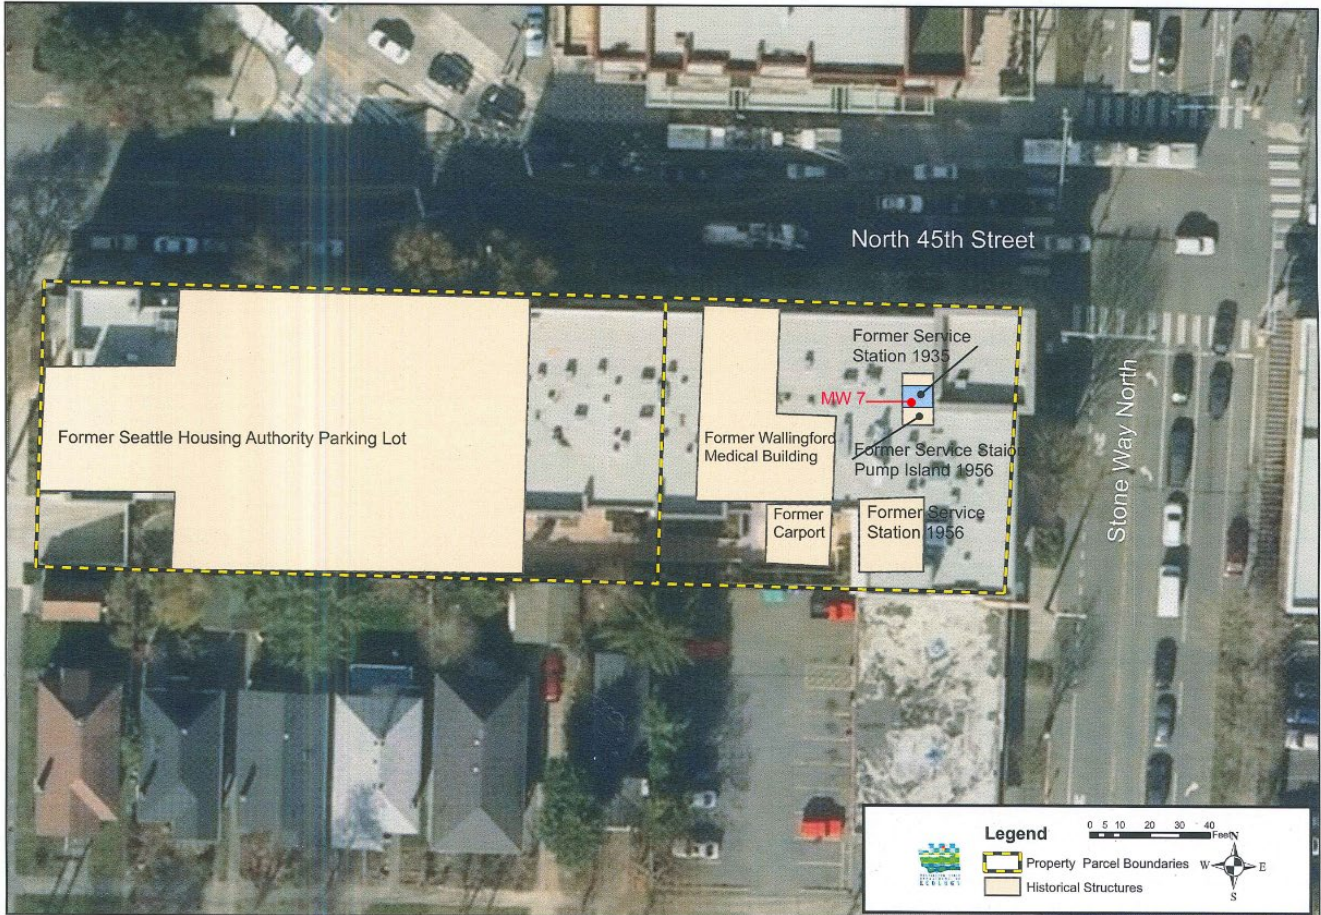 North 45th Street
Former Service
Station 1935
MW 7
Former Seattle Housing Authority Parking Lot
Former Wallingford
Medical Building
Former Service Staion
Pump Island 1956
Former
Carport
Former Service
Station 1956
Stone Way North
Legend
0 5 10 20 30 40
Feet
Property Parcel Boundaries
Historical Structures
N
W
E
S
ECOLOGY